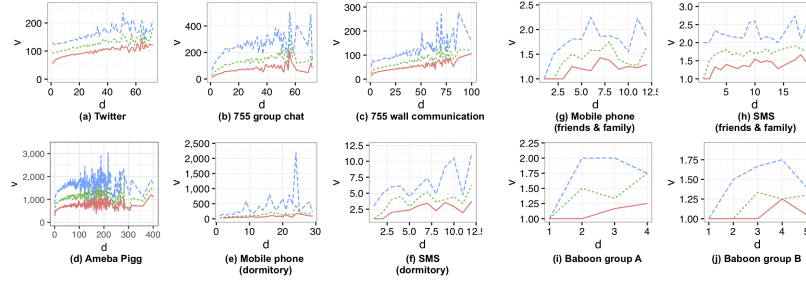 200
100
0
V
0 20 40 60
d
(a) Twitter
400
200
0
V
0 20 40 60
d
(b) 755 group chat
300
200
100
0
V
0 25 50 75 100
d
(c) 755 wall communication
2.5
2.0
1.5
1.0
V
2.5 5.0 7.5 10.0 12.5
d
(g) Mobile phone
(friends & family)
3.0
2.5
2.0
1.5
1.0
V
5 10 15
d
(h) SMS
(friends & family)
3,000
2,000
1,000
0
V
0 100 200 300 400
d
(d) Ameba Pigg
2,500
2,000
1,500
1,000
500
0
V
0 10 20 30
d
(e) Mobile phone
(dormitory)
12.5
10.0
7.5
5.0
2.5
V
2.5 5.0 7.5 10.0 12.5
d
(f) SMS
(dormitory)
2.25
2.00
1.75
1.50
1.25
1.00
V
1 2 3 4
d
(i) Baboon group A
1.75
1.50
1.25
1.00
V
1 2 3 4 5
d
(j) Baboon group B